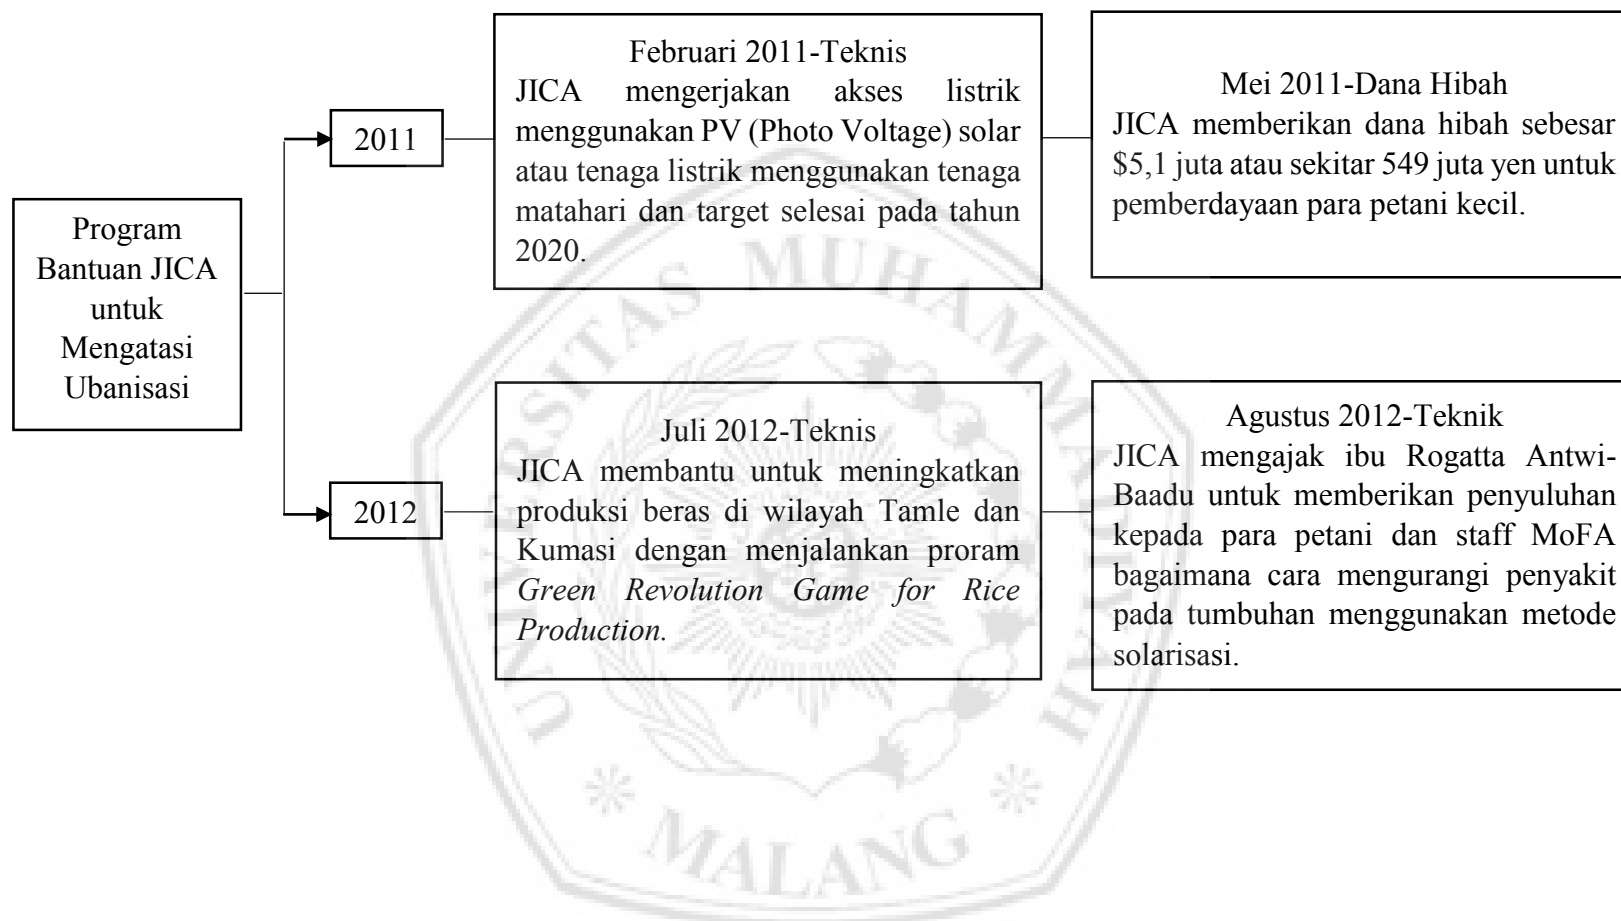 Program
Bantuan JICA
untuk
Mengatasi
Ubanisasi
2011
Februari 2011-Teknis
JICA mengerjakan akses listrik
menggunakan PV (Photo Voltage) solar
atau tenaga listrik menggunakan tenaga
matahari dan target selesai pada tahun
2020.
Mei 2011-Dana Hibah
JICA memberikan dana hibah sebesar
$5,1 juta atau sekitar 549 juta yen untuk
pemberdayaan para petani kecil.
2012
Juli 2012-Teknis
JICA membantu untuk meningkatkan
produksi beras di wilayah Tamle dan
Kumasi dengan menjalankan proram
Green Revolution Game for Rice
Production.
Agustus 2012-Teknik
JICA mengajak ibu Rogatta Antwi-
Baadu untuk memberikan penyuluhan
kepada para petani dan staff MoFA
bagaimana cara mengurangi penyakit
pada tumbuhan menggunakan metode
solarisasi.
UNIVERSITAS MUHAMMADIYAH
MALANG